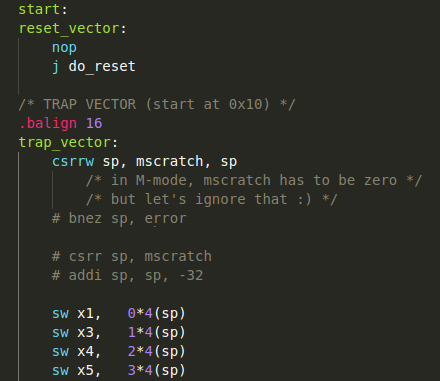 start:
reset_vector:
nop
j do_reset
/* TRAP VECTOR (start at 0x10) */
.balign 16
trap_vector:
csrrw sp, mscratch, sp
/* in M-mode, mscratch has to be zero */
/* but let's ignore that :) */
# bnez sp, error
# csrr sp, mscratch
# addi sp, sp, -32
sw x1, 0*4(sp)
sw x3, 1*4(sp)
sw x4, 2*4(sp)
sw x5, 3*4(sp)